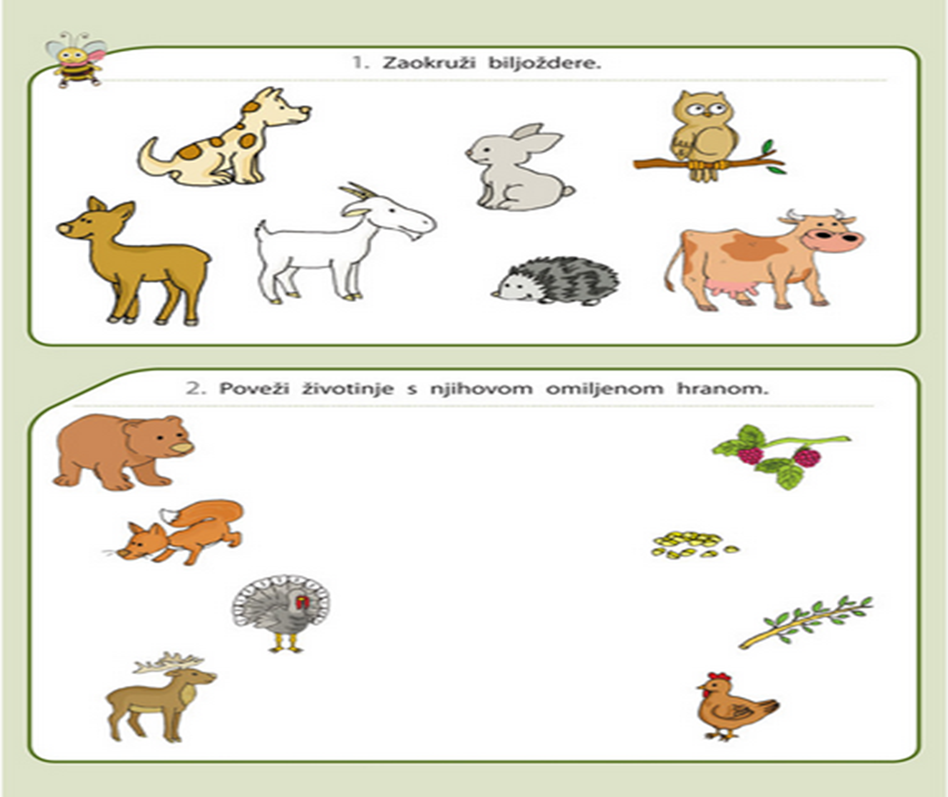 1. Zaokruži biljoždere.
2. Poveži životinje s njihovom omiljenom hranom.